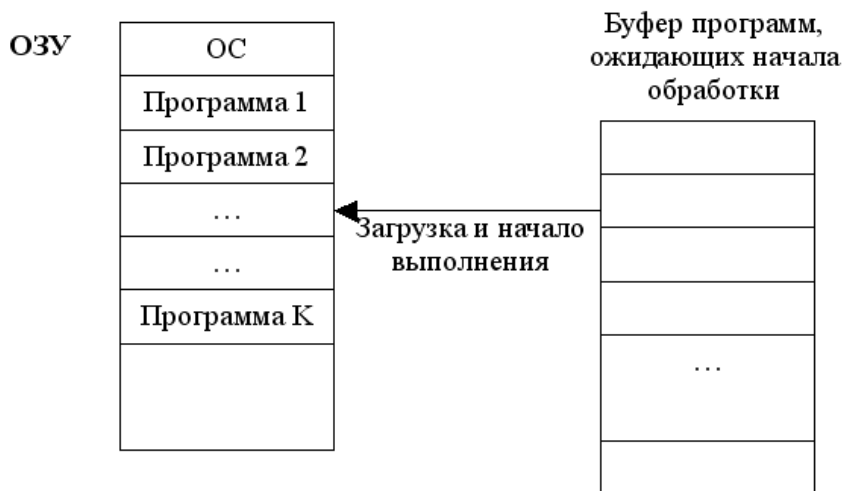 ОЗУ
ОС
Программа 1
Программа 2
…
…
Программа К
Загрузка и начало
выполнения
Буфер программ,
ожидающих начала
обработки
…